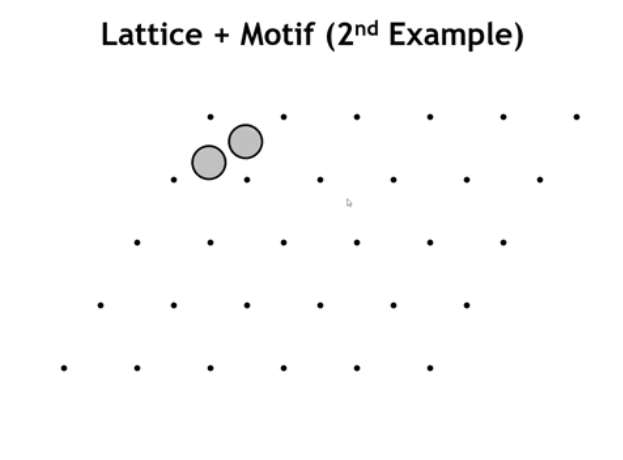 Lattice + Motif (2nd Example)